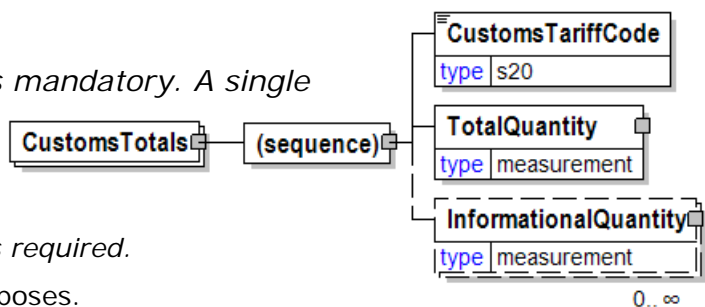 CustomsTariffCode
type s20
s mandatory. A single
TotalQuantity
CustomsTotals (sequence)
type measurement
InformationalQuantity
s required.
type measurement
poses.
0.. ∞